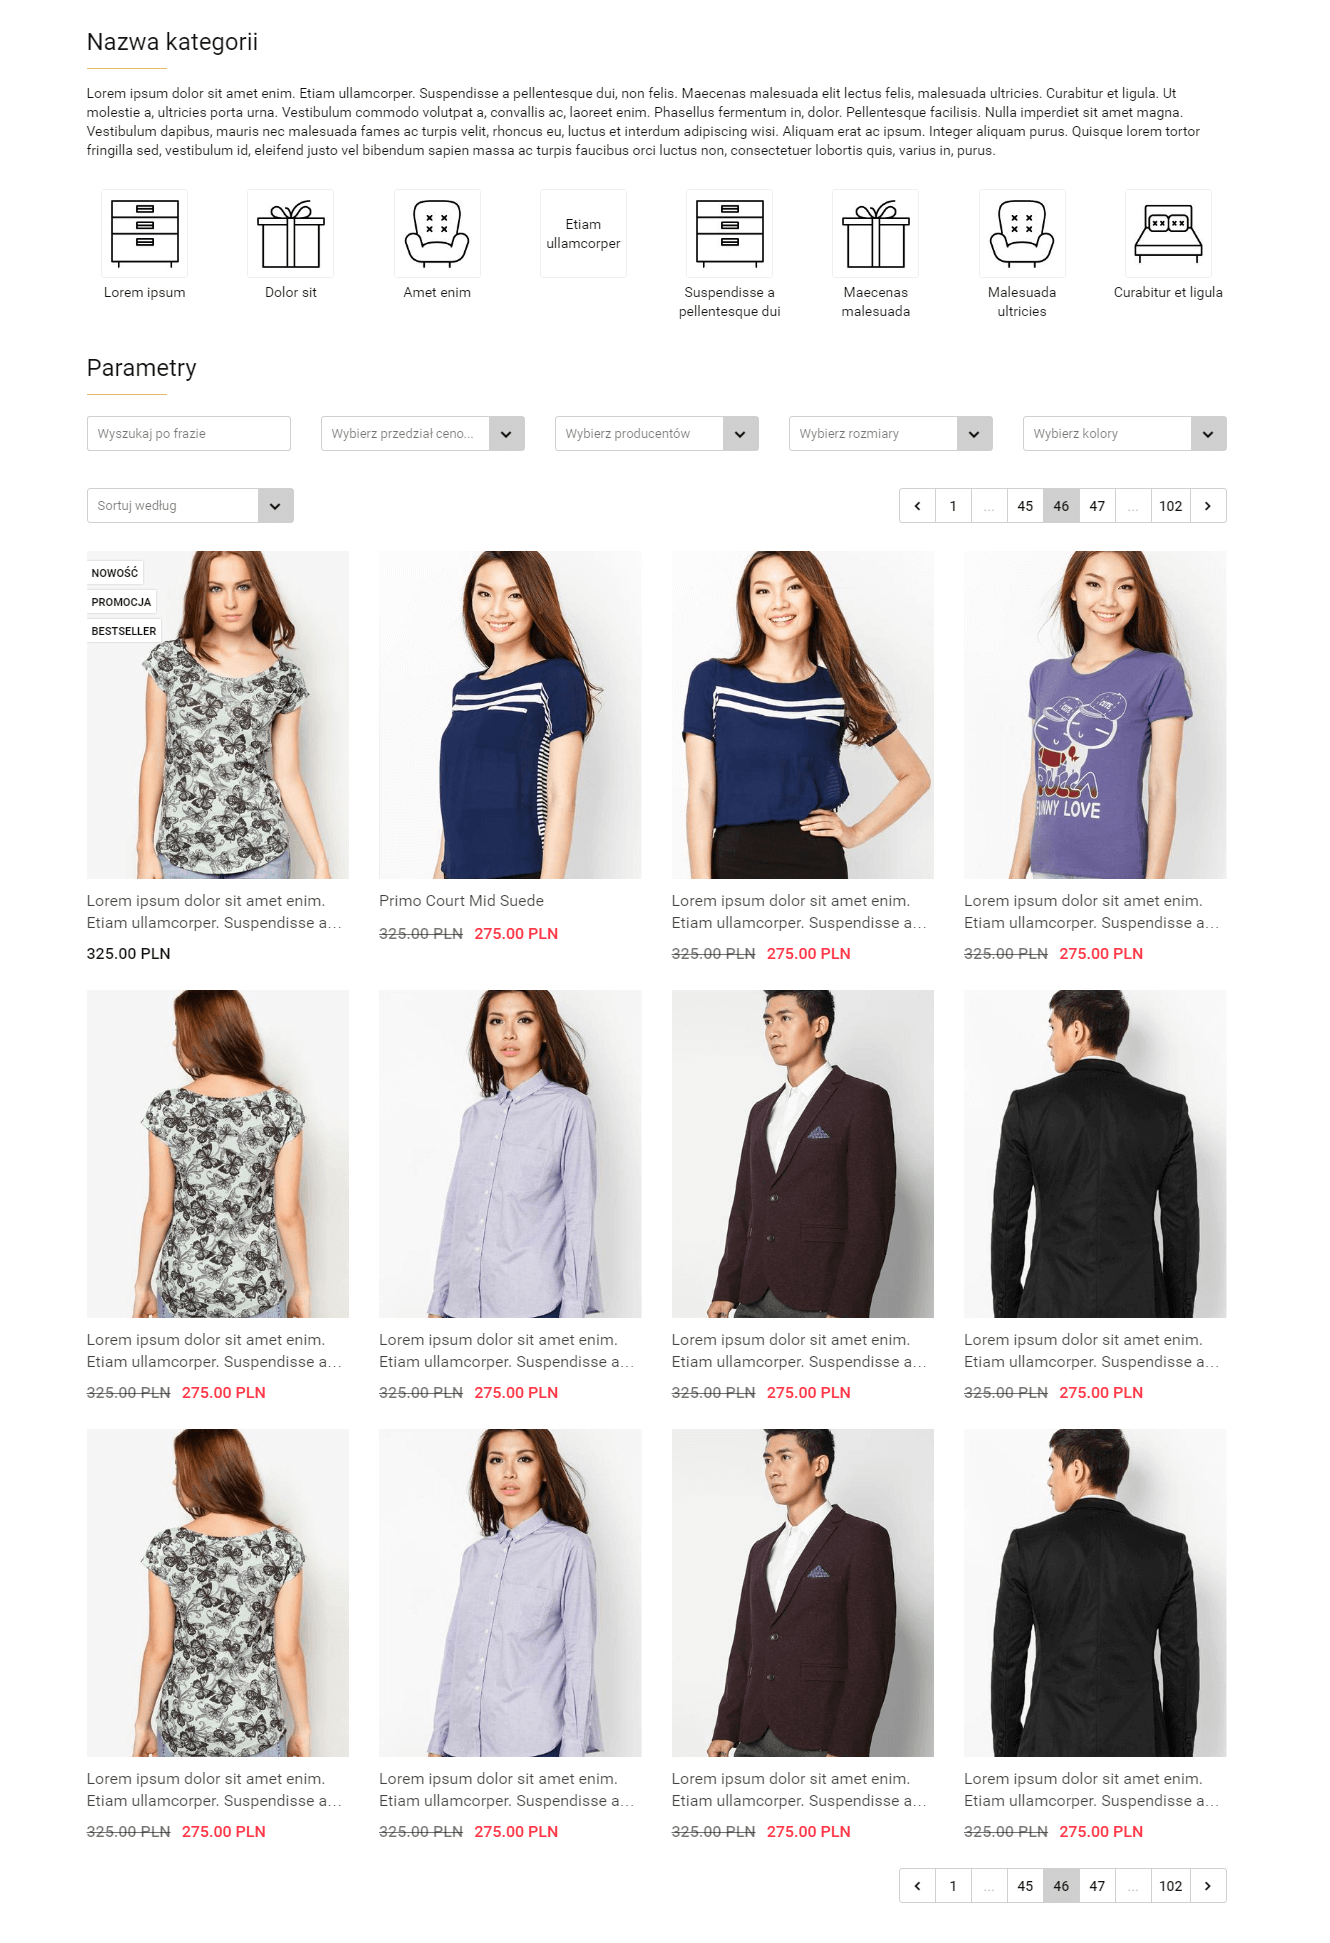 Nazwa kategorii
Lorem ipsum dolor sit amet enim. Etiam ullamcorper. Suspendisse a pellentesque dui, non felis. Maecenas malesuada elit lectus felis, malesuada ultricies. Curabitur et ligula. Ut
molestie a, ultricies porta urna. Vestibulum commodo volutpat a, convallis ac, laoreet enim. Phasellus fermentum in, dolor. Pellentesque facilisis. Nulla imperdiet sit amet magna.
Vestibulum dapibus, mauris nec malesuada fames ac turpis velit, rhoncus eu, luctus et interdum adipiscing wisi. Aliquam erat ac ipsum. Integer aliquam purus. Quisque lorem tortor
fringilla sed, vestibulum id, eleifend justo vel bibendum sapien massa ac turpis faucibus orci luctus non, consectetuer lobortis quis, varius in, purus.
Lorem ipsum
Dolor sit
Amet enim
Etiam
ullamcorper
Suspendisse a
pellentesque dui
Maecenas
malesuada
Malesuada
ultricies
Curabitur et ligula
Parametry
Wyszukaj po frazie
Wybierz przedział ceno...
Wybierz producentów
Wybierz rozmiary
Wybierz kolory
Sortuj według
1 ... 45 46 47 ... 102
NOWOŚĆ
PROMOCJA
BESTSELLER
FUNNY LOVE
Lorem ipsum dolor sit amet enim.
Etiam ullamcorper. Suspendisse a...
325.00 PLN
Primo Court Mid Suede
325.00 PLN 275.00 PLN
Lorem ipsum dolor sit amet enim.
Etiam ullamcorper. Suspendisse a...
325.00 PLN 275.00 PLN
Lorem ipsum dolor sit amet enim.
Etiam ullamcorper. Suspendisse a...
325.00 PLN 275.00 PLN
Lorem ipsum dolor sit amet enim.
Etiam ullamcorper. Suspendisse a...
325.00 PLN 275.00 PLN
Lorem ipsum dolor sit amet enim.
Etiam ullamcorper. Suspendisse a...
325.00 PLN 275.00 PLN
Lorem ipsum dolor sit amet enim.
Etiam ullamcorper. Suspendisse a...
325.00 PLN 275.00 PLN
Lorem ipsum dolor sit amet enim.
Etiam ullamcorper. Suspendisse a...
325.00 PLN 275.00 PLN
Lorem ipsum dolor sit amet enim.
Etiam ullamcorper. Suspendisse a...
325.00 PLN 275.00 PLN
Lorem ipsum dolor sit amet enim.
Etiam ullamcorper. Suspendisse a...
325.00 PLN 275.00 PLN
Lorem ipsum dolor sit amet enim.
Etiam ullamcorper. Suspendisse a...
325.00 PLN 275.00 PLN
Lorem ipsum dolor sit amet enim.
Etiam ullamcorper. Suspendisse a...
325.00 PLN 275.00 PLN
1 ... 45 46 47 ... 102